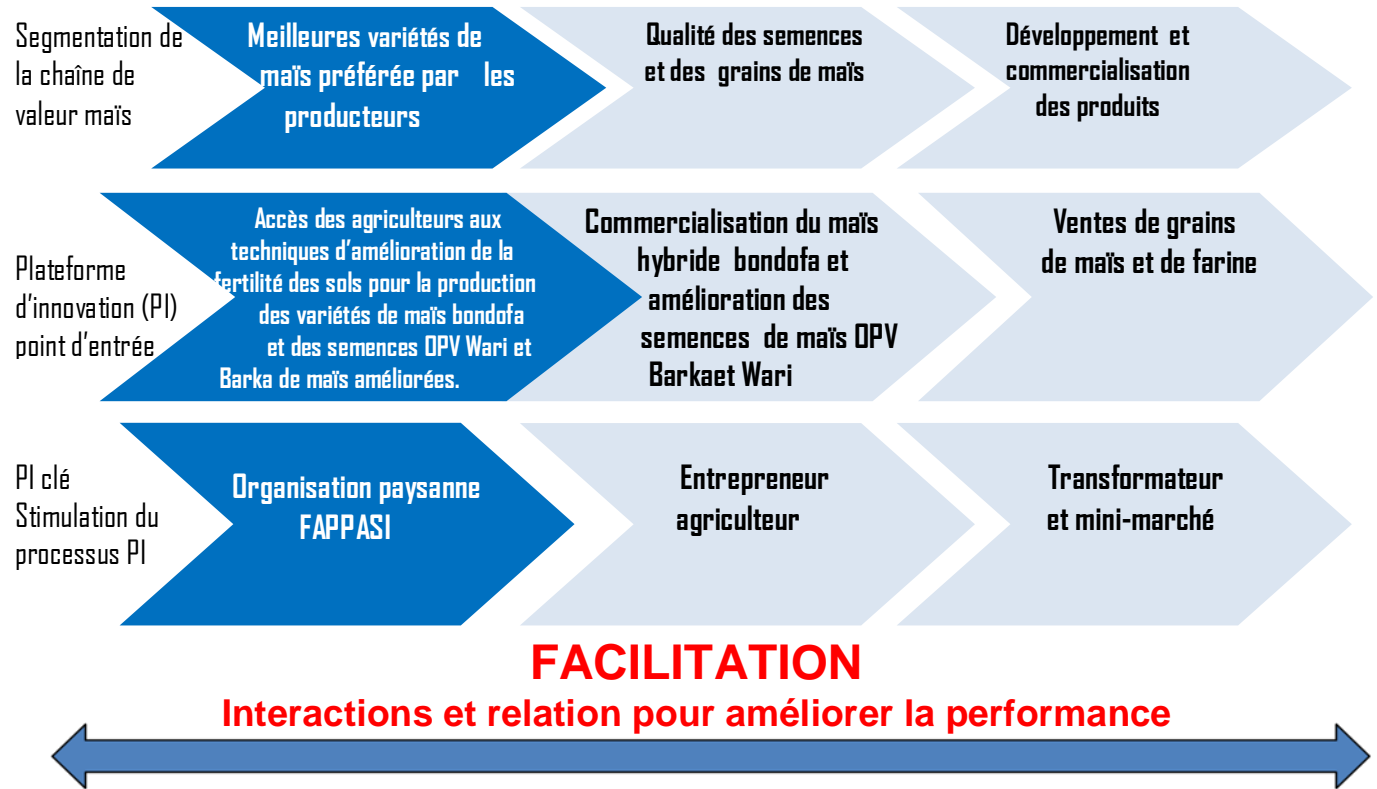 Segmentation de
la chaîne de
valeur maïs
Meilleures variétés de
maïs préférée par les
producteurs
Qualité des semences
et des grains de maïs
Développement et
commercialisation
des produits
Plateforme
d'innovation (PI)
point d'entrée
Accès des agriculteurs aux
techniques d'amélioration de la
fertilité des sols pour la production
des variétés de maïs bondofa
et des semences OPV Wari et
Barka de maïs améliorées.
Commercialisation du maïs
hybride bondofa et
amélioration des
semences de maïs OPV
Barkaet Wari
Ventes de grains
de maïs et de farine
PI clé
Stimulation du
processus PI
Organisation paysanne
FAPPASI
Entrepreneur
agriculteur
Transformateur
et mini-marché
FACILITATION
Interactions et relation pour améliorer la performance